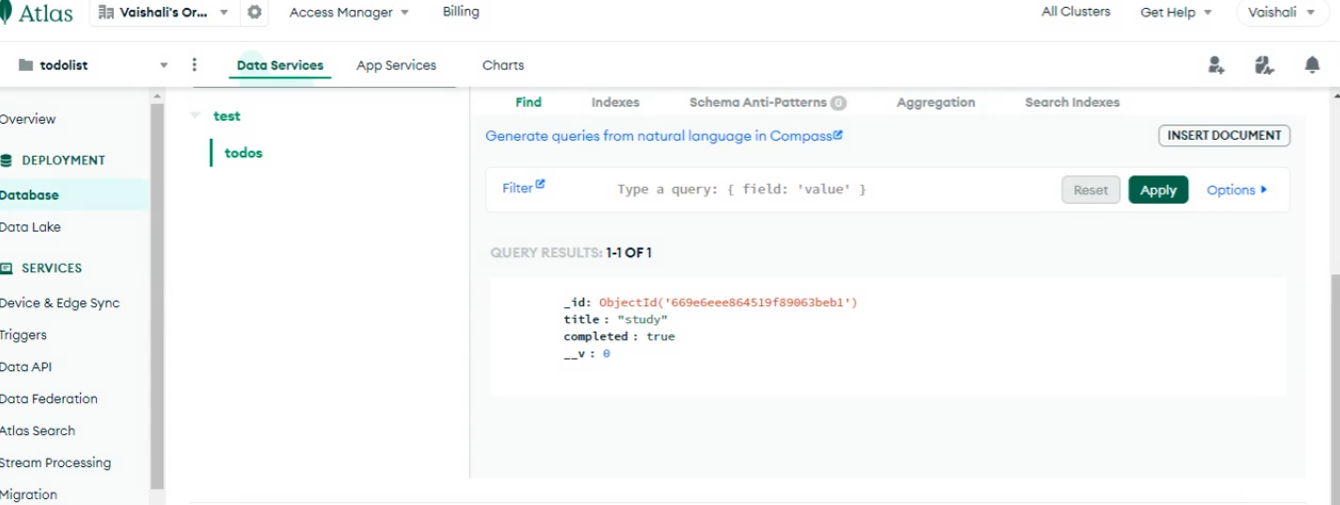 Atlas
Vaishali's Or...
Access Manager
Billing
All Clusters
Get Help
Vaishali
todolist
Data Services
App Services
Charts
Overview
DEPLOYMENT
Database
Data Lake
SERVICES
Device & Edge Sync
Triggers
Data API
Data Federation
Atlas Search
Stream Processing
Migration
test
todos
Find
Indexes
Schema Anti-Patterns 0
Aggregation
Search Indexes
Generate queries from natural language in Compass
INSERT DOCUMENT
Filter
Type a query: { field: 'value' }
Reset
Apply
Options
QUERY RESULTS: 1-1 OF 1
_id: ObjectId('669e6eee864519f89063beb1')
title : "study"
completed : true
__v : 0